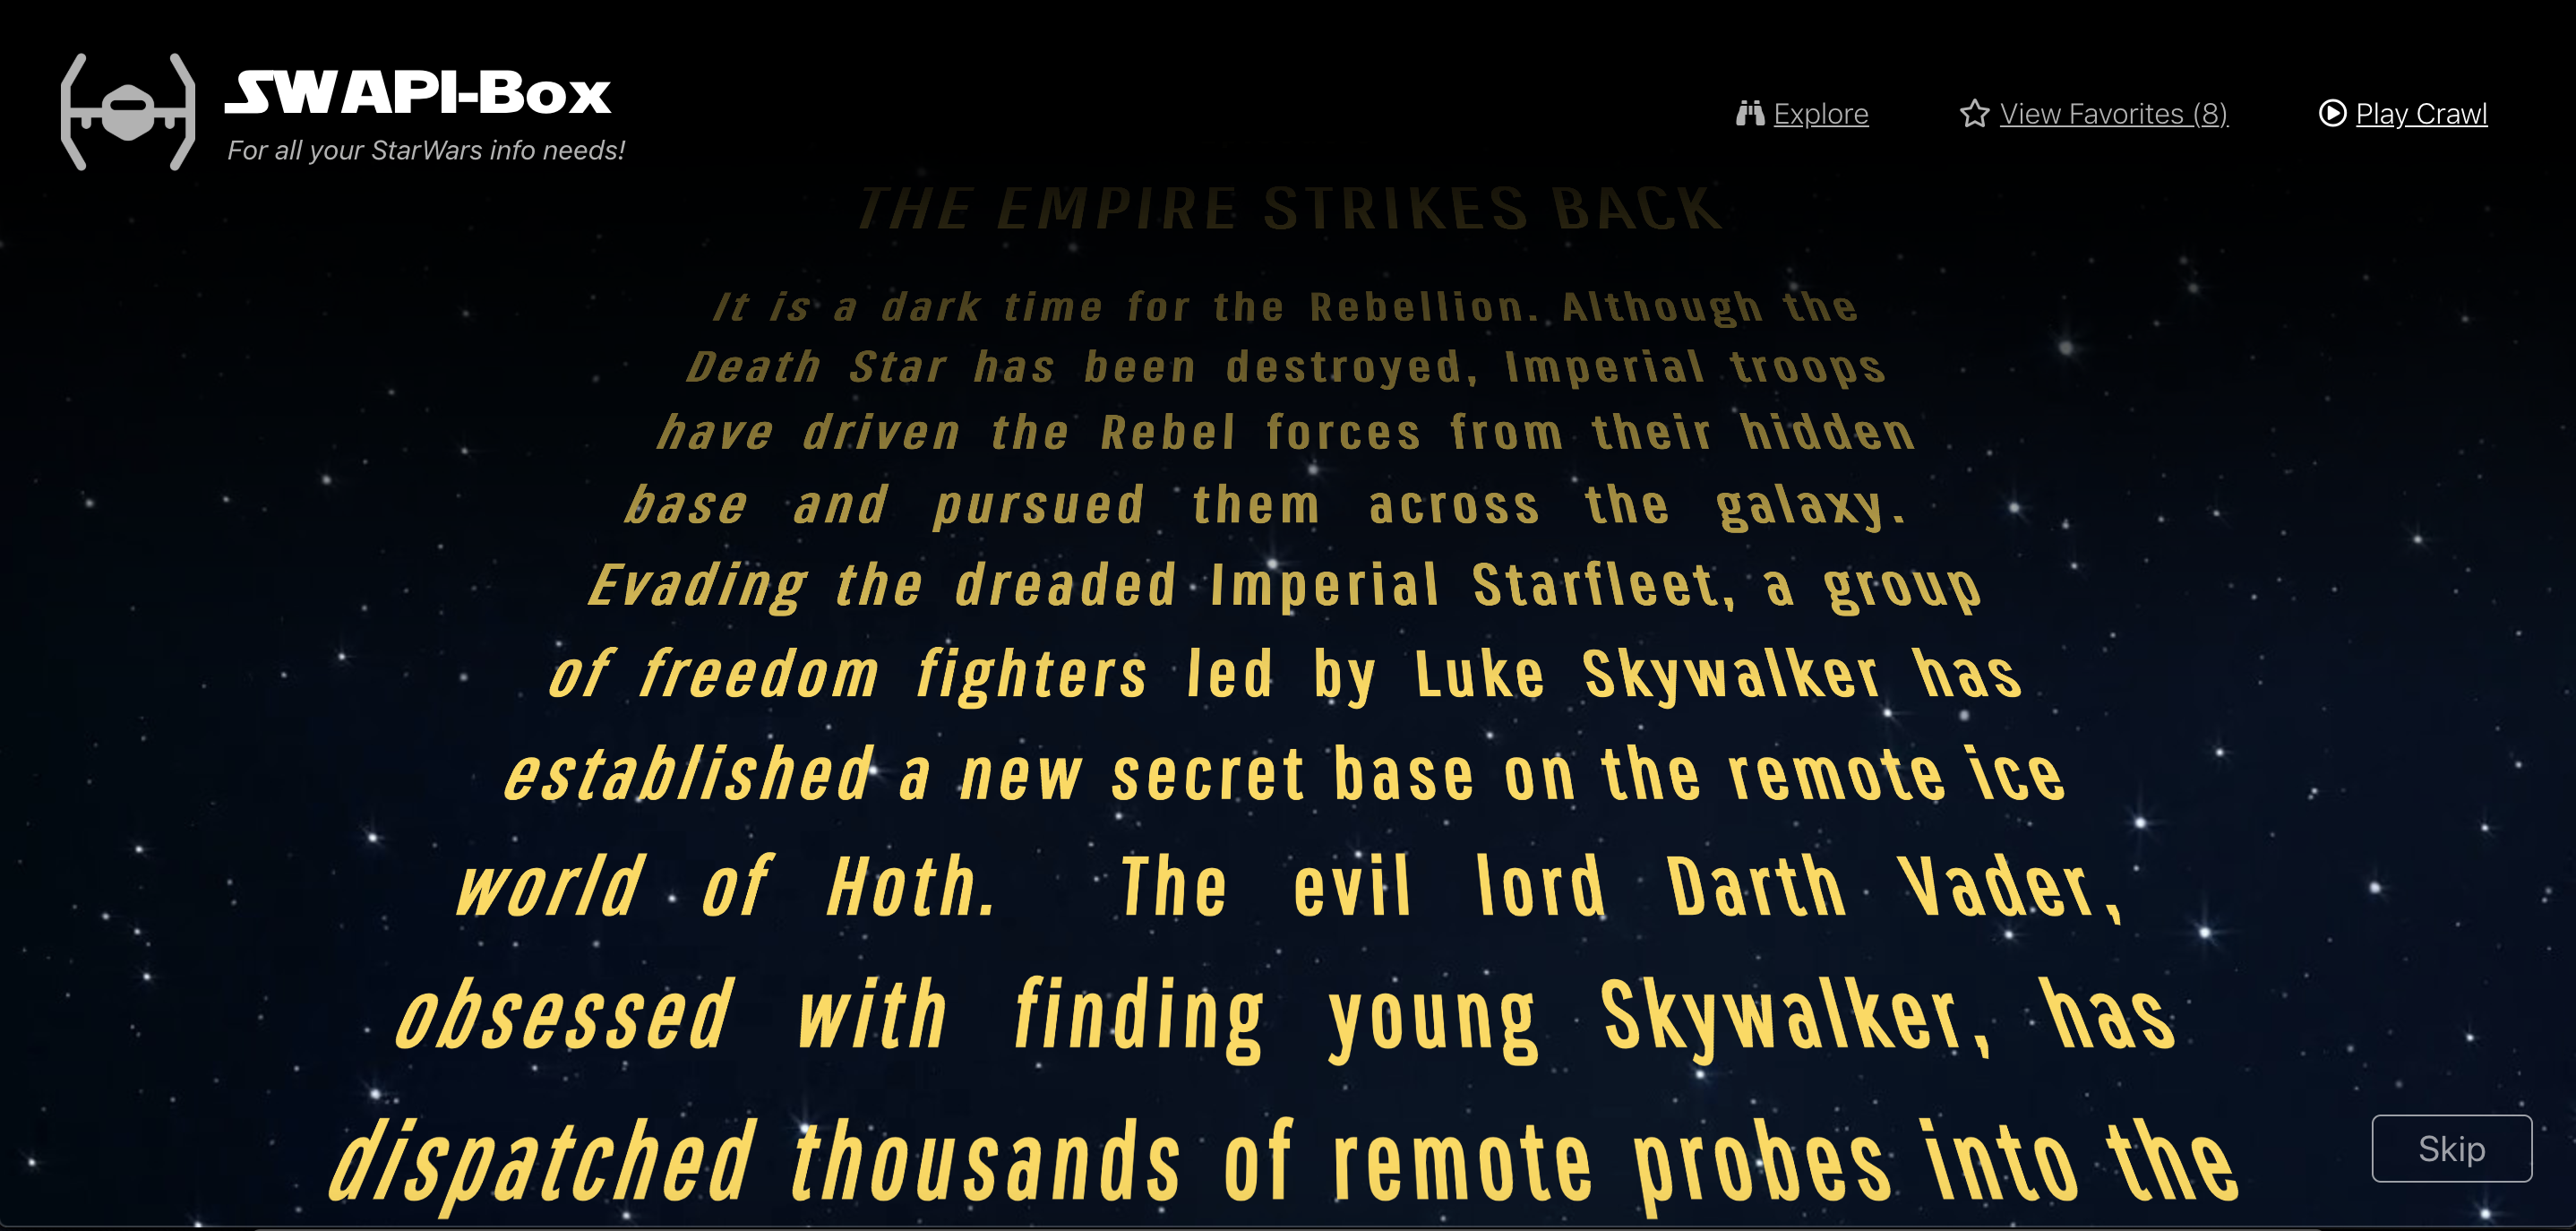 SWAPI-Box
For all your StarWars info needs!
Explore
View Favorites (8)
Play Crawl
THE EMPIRE STRIKES BACK
It is a dark time for the Rebellion. Although the
Death Star has been destroyed, Imperial troops
have driven the Rebel forces from their hidden
base and pursued them across the galaxy.
Evading the dreaded Imperial Starfleet, a group
of freedom fighters led by Luke Skywalker has
established a new secret base on the remote ice
world of Hoth. The evil lord Darth Vader,
obsessed with finding young Skywalker, has
dispatched thousands of remote probes into the
Skip